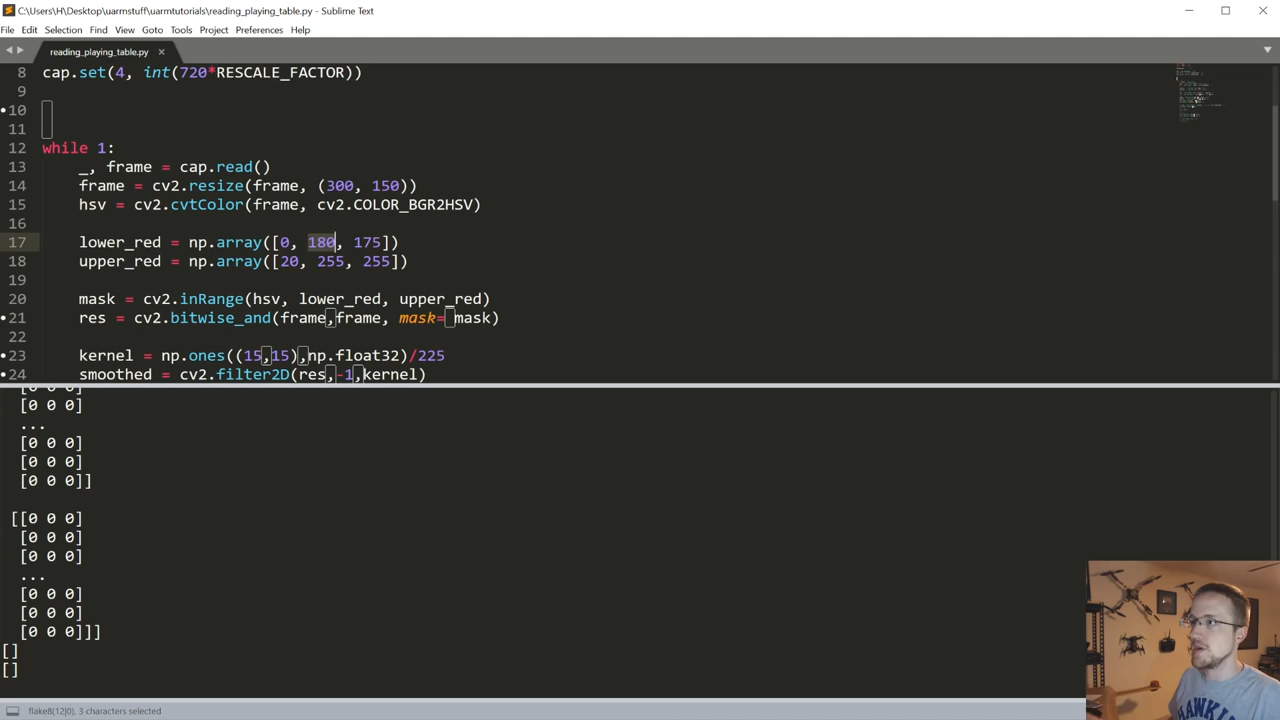 C:\Users\H\Desktop\uarmstuff\uarmtutorials\reading_playing_table.py - Sublime Text
File Edit Selection Find View Goto Tools Project Preferences Help
reading_playing_table.py
8 cap.set(4, int(720*RESCALE_FACTOR))
9
10
11
12 while 1:
13 _, frame = cap.read()
14 frame = cv2.resize(frame, (300, 150))
15 hsv = cv2.cvtColor(frame, cv2.COLOR_BGR2HSV)
16
17 lower_red = np.array([0, 180, 175])
18 upper_red = np.array([20, 255, 255])
19
20 mask = cv2.inRange(hsv, lower_red, upper_red)
21 res = cv2.bitwise_and(frame,frame, mask= mask)
22
23 kernel = np.ones((15,15),np.float32)/225
24 smoothed = cv2.filter2D(res,-1,kernel)
[0 0 0]
[0 0 0]
...
[0 0 0]
[0 0 0]
[0 0 0]]
[[0 0 0]
[0 0 0]
[0 0 0]
...
[0 0 0]
[0 0 0]
[0 0 0]]]
[]
[]
flake8(12|0), 3 characters selected